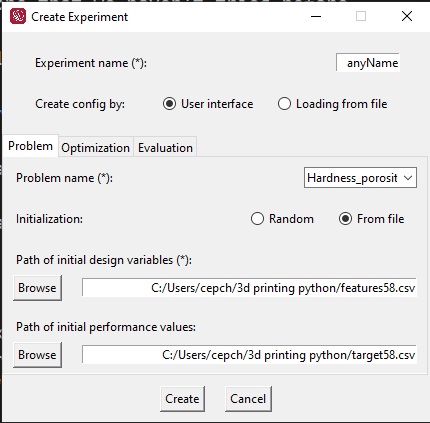 Create Experiment
Experiment name (*): anyName
Create config by: User interface Loading from file
Problem Optimization Evaluation
Problem name (*): Hardness_porosit
Initialization: Random From file
Path of initial design variables (*):
Browse C:/Users/cepch/3d printing python/features58.csv
Path of initial performance values:
Browse C:/Users/cepch/3d printing python/target58.csv
Create Cancel